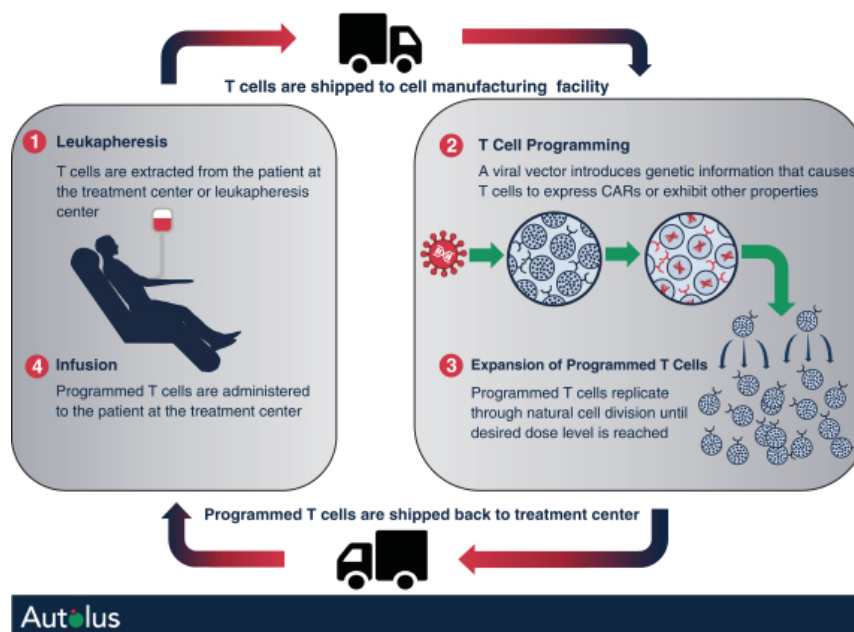 T cells are shipped to cell manufacturing facility
1 Leukapheresis
T cells are extracted from the patient at
the treatment center or leukapheresis
center
4 Infusion
Programmed T cells are administered
to the patient at the treatment center
2 T Cell Programming
A viral vector introduces genetic information that causes
T cells to express CARs or exhibit other properties
3 Expansion of Programmed T Cells
Programmed T cells replicate
through natural cell division until
desired dose level is reached
Programmed T cells are shipped back to treatment center
Autolus